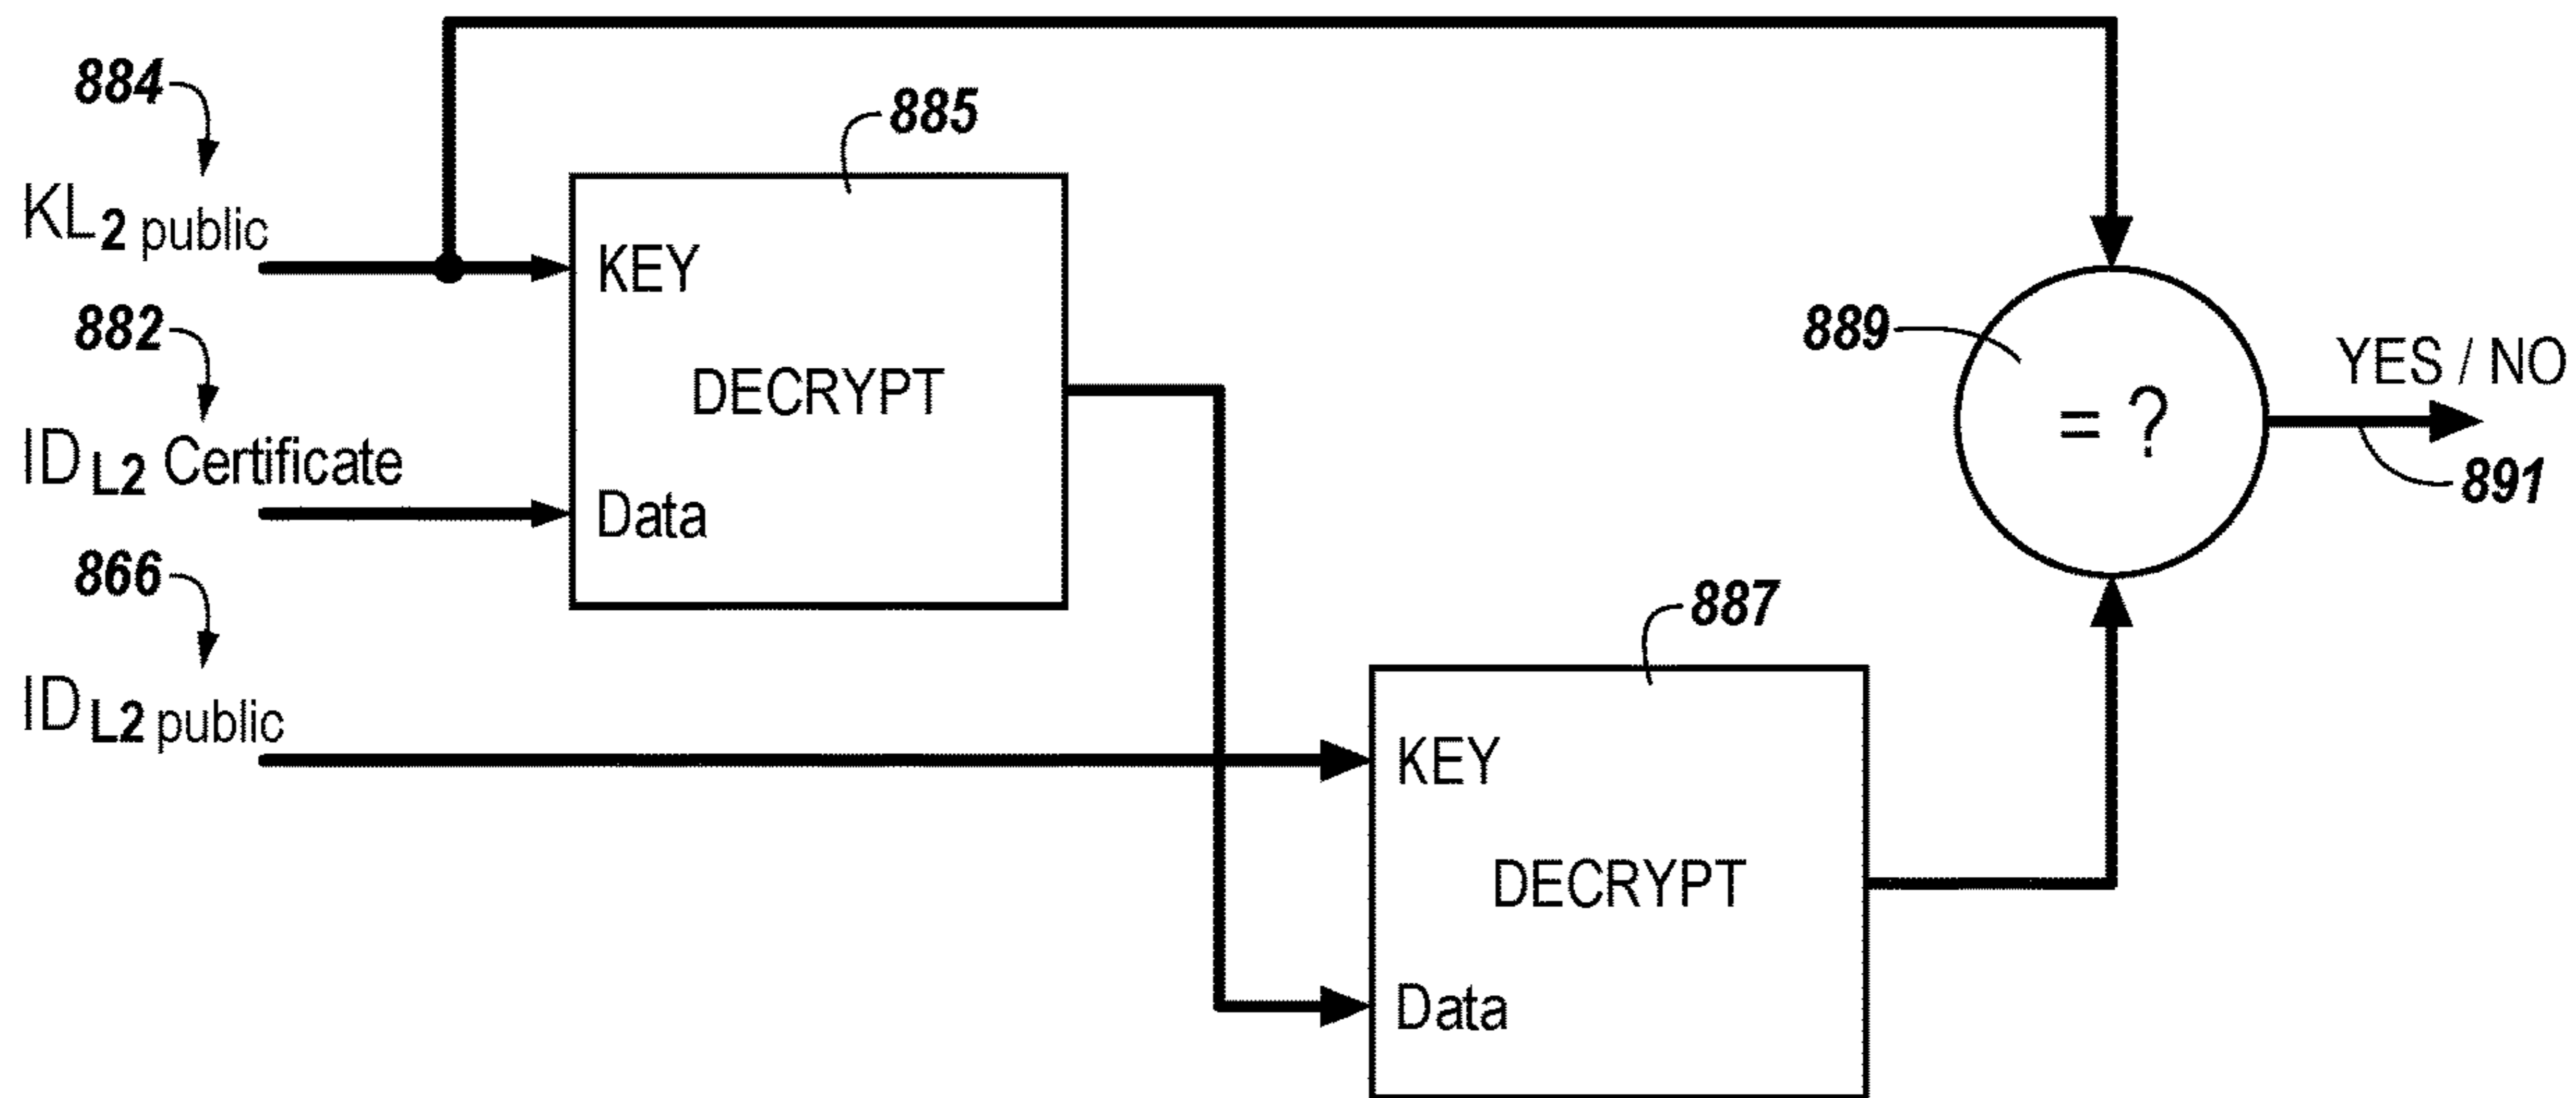 884
KL2 public
885
KEY
882
DECRYPT
ID L2 Certificate
Data
866
ID L2 public
887
KEY
DECRYPT
Data
889
= ?
YES / NO
891